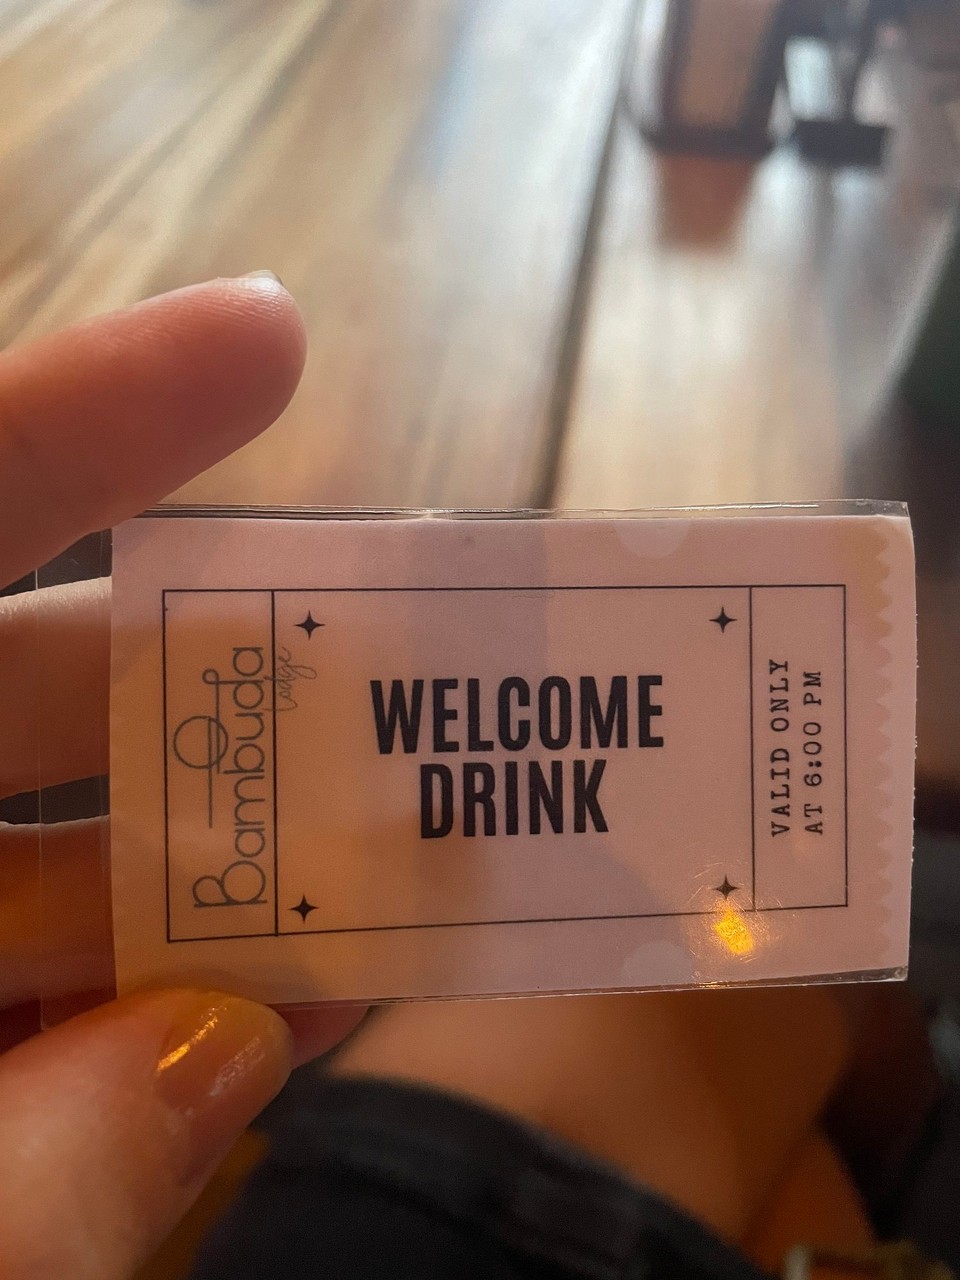 Bambuda
lodge
WELCOME
DRINK
VALID ONLY
AT 6:00 PM